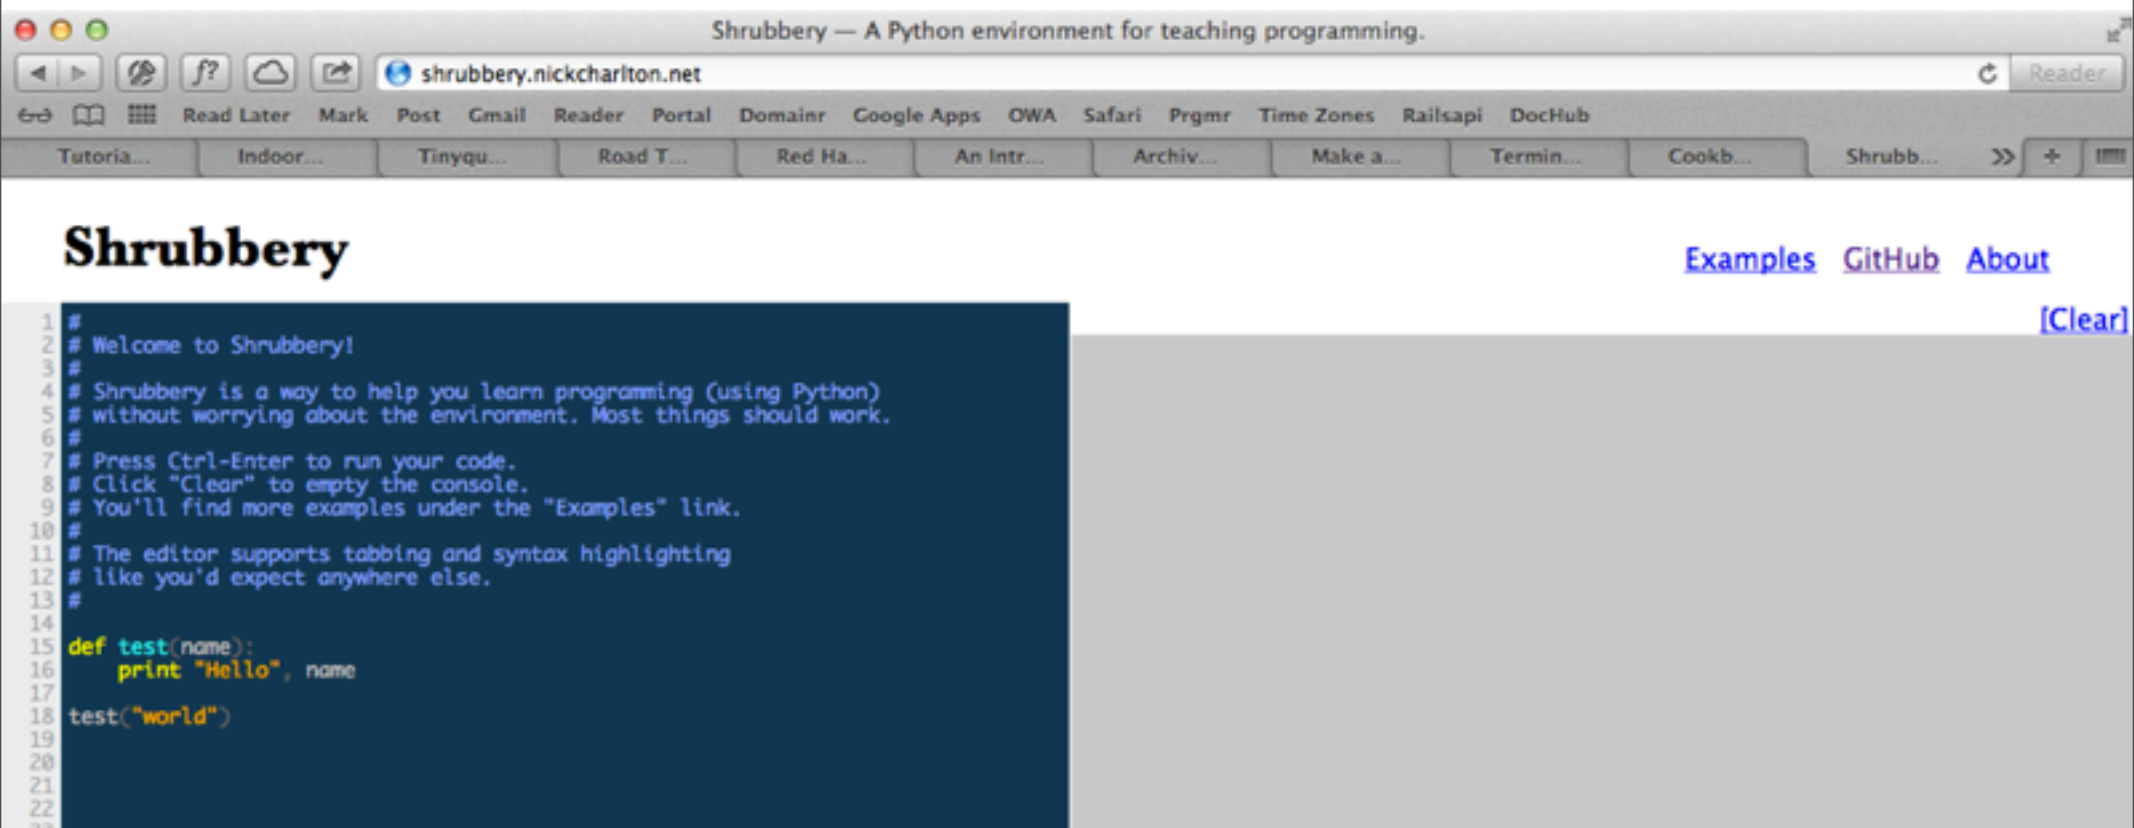 Shrubbery — A Python environment for teaching programming.
f? shrubbery.nickcharlton.net Reader
Read Later Mark Post Gmail Reader Portal Domainr Google Apps OWA Safari Prgmr Time Zones Railsapi DocHub
Tutoria... Indoor... Tinyqu... Road T... Red Ha... An Intr... Archiv... Make a... Termin... Cookb... Shrubb... >> +
Shrubbery
Examples GitHub About
[Clear]
1 #
2 # Welcome to Shrubbery!
3 #
4 # Shrubbery is a way to help you learn programming (using Python)
5 # without worrying about the environment. Most things should work.
6 #
7 # Press Ctrl-Enter to run your code.
8 # Click "Clear" to empty the console.
9 # You'll find more examples under the "Examples" link.
10 #
11 # The editor supports tabbing and syntax highlighting
12 # like you'd expect anywhere else.
13 #
14
15 def test(name):
16     print "Hello", name
17
18 test("world")
19
20
21
22